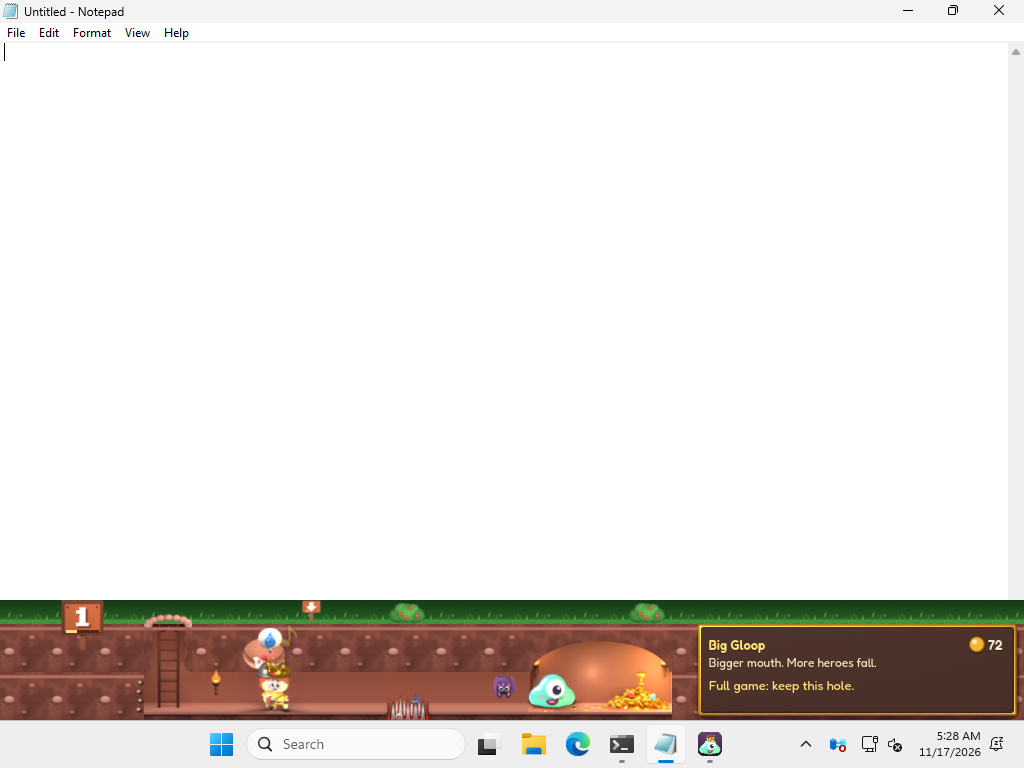 Untitled - Notepad
File Edit Format View Help
1
Big Gloop 72
Bigger mouth. More heroes fall.
Full game: keep this hole.
Search
5:28 AM
11/17/2026